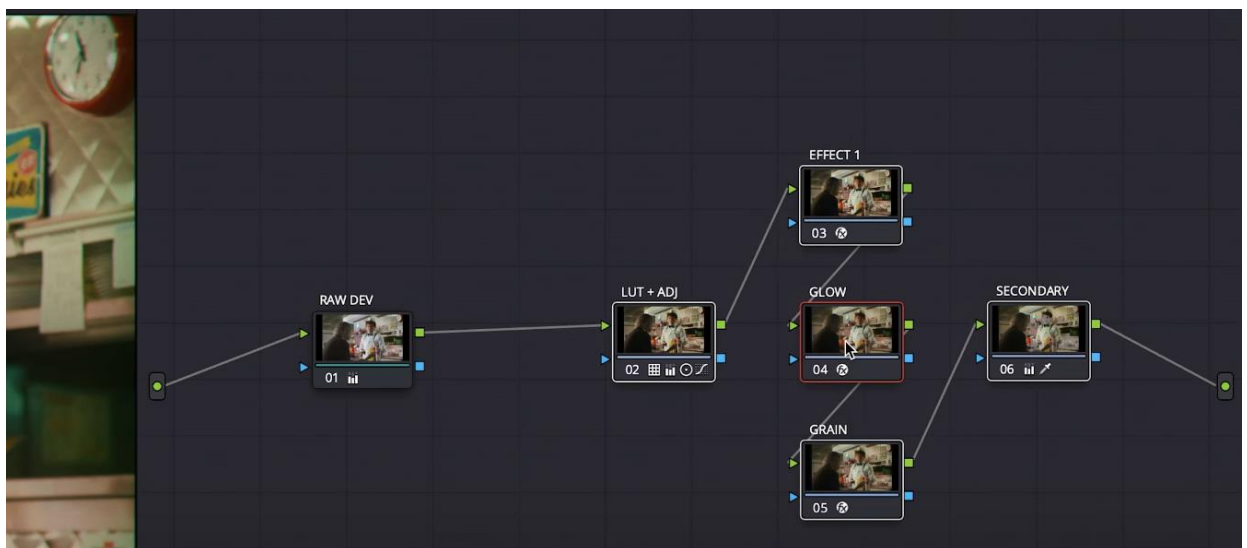 EFFECT 1
03
RAW DEV
01
LUT + ADJ
02
GLOW
04
SECONDARY
06
GRAIN
05